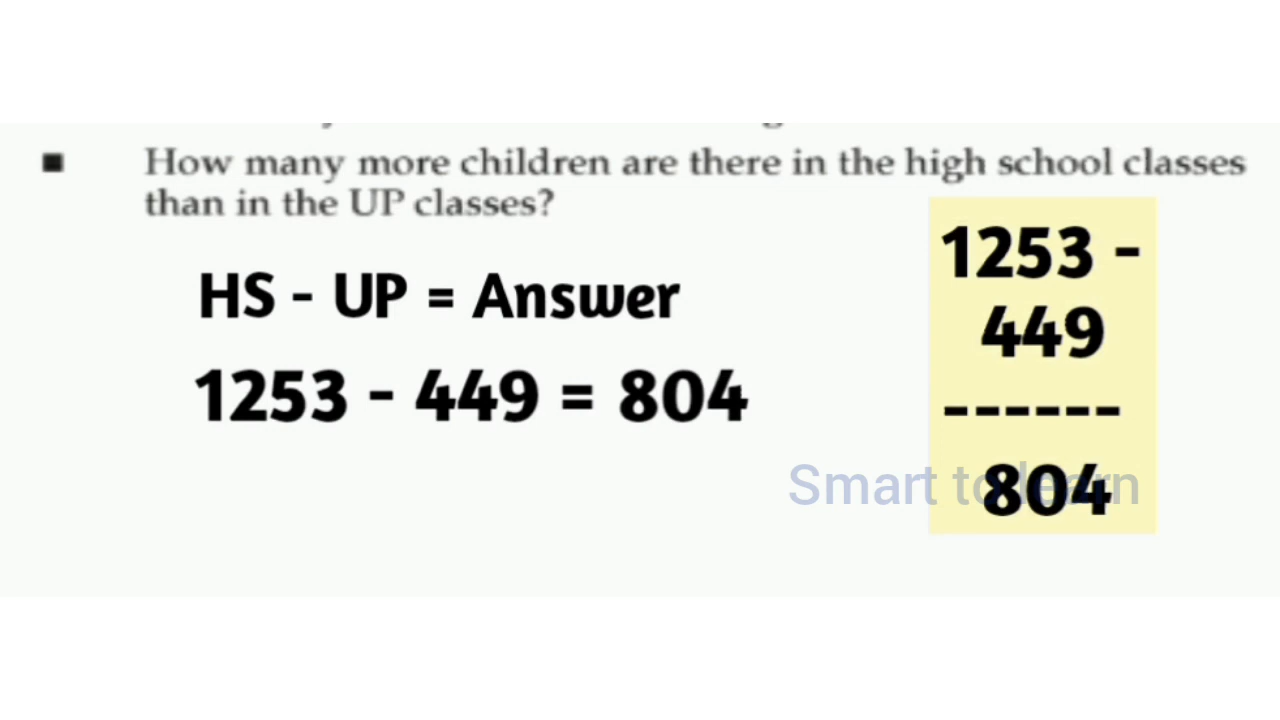 How many more children are there in the high school classes
than in the UP classes?
HS - UP = Answer
1253 - 449 = 804
1253 -
449
------
804
Smart to learn